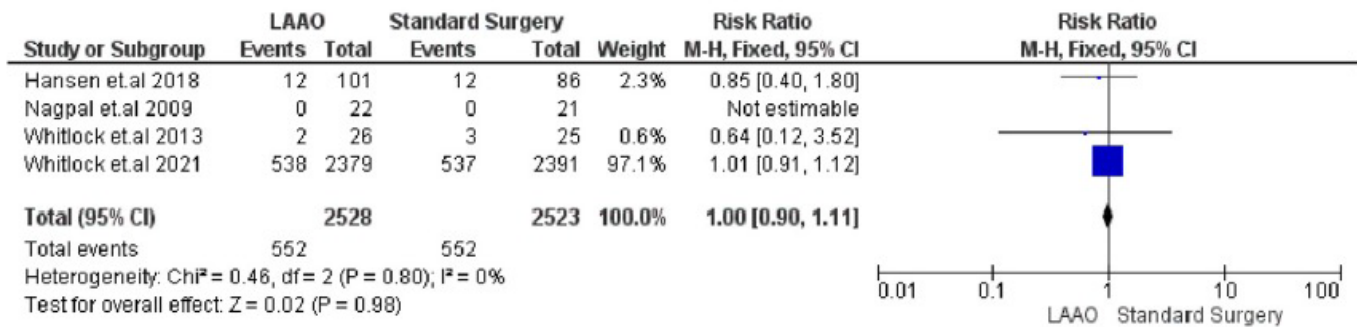 LAAO Standard Surgery Risk Ratio Risk Ratio
Study or Subgroup Events Total Events Total Weight M-H, Fixed, 95% CI M-H, Fixed, 95% CI
Hansen et.al 2018 12 101 12 86 2.3% 0.85 [0.40, 1.80]
Nagpal et.al 2009 0 22 0 21 Not estimable
Whitlock et.al 2013 2 26 3 25 0.6% 0.64 [0.12, 3.52]
Whitlock et.al 2021 538 2379 537 2391 97.1% 1.01 [0.91, 1.12]
Total (95% CI) 2528 2523 100.0% 1.00 [0.90, 1.11]
Total events 552 552
Heterogeneity: Chi² = 0.46, df = 2 (P = 0.80); I² = 0%
Test for overall effect: Z = 0.02 (P = 0.98)
0.01 0.1 1 10 100
LAAO Standard Surgery